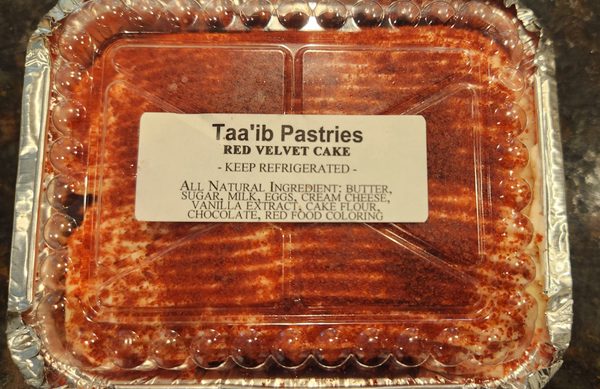 Taa'ib Pastries
RED VELVET CAKE
- KEEP REFRIGERATED -
ALL NATURAL INGREDIENT; BUTTER,
SUGAR, MILK, EGGS, CREAM CHEESE,
VANILLA EXTRACT, CAKE FLOUR,
CHOCOLATE, RED FOOD COLORING